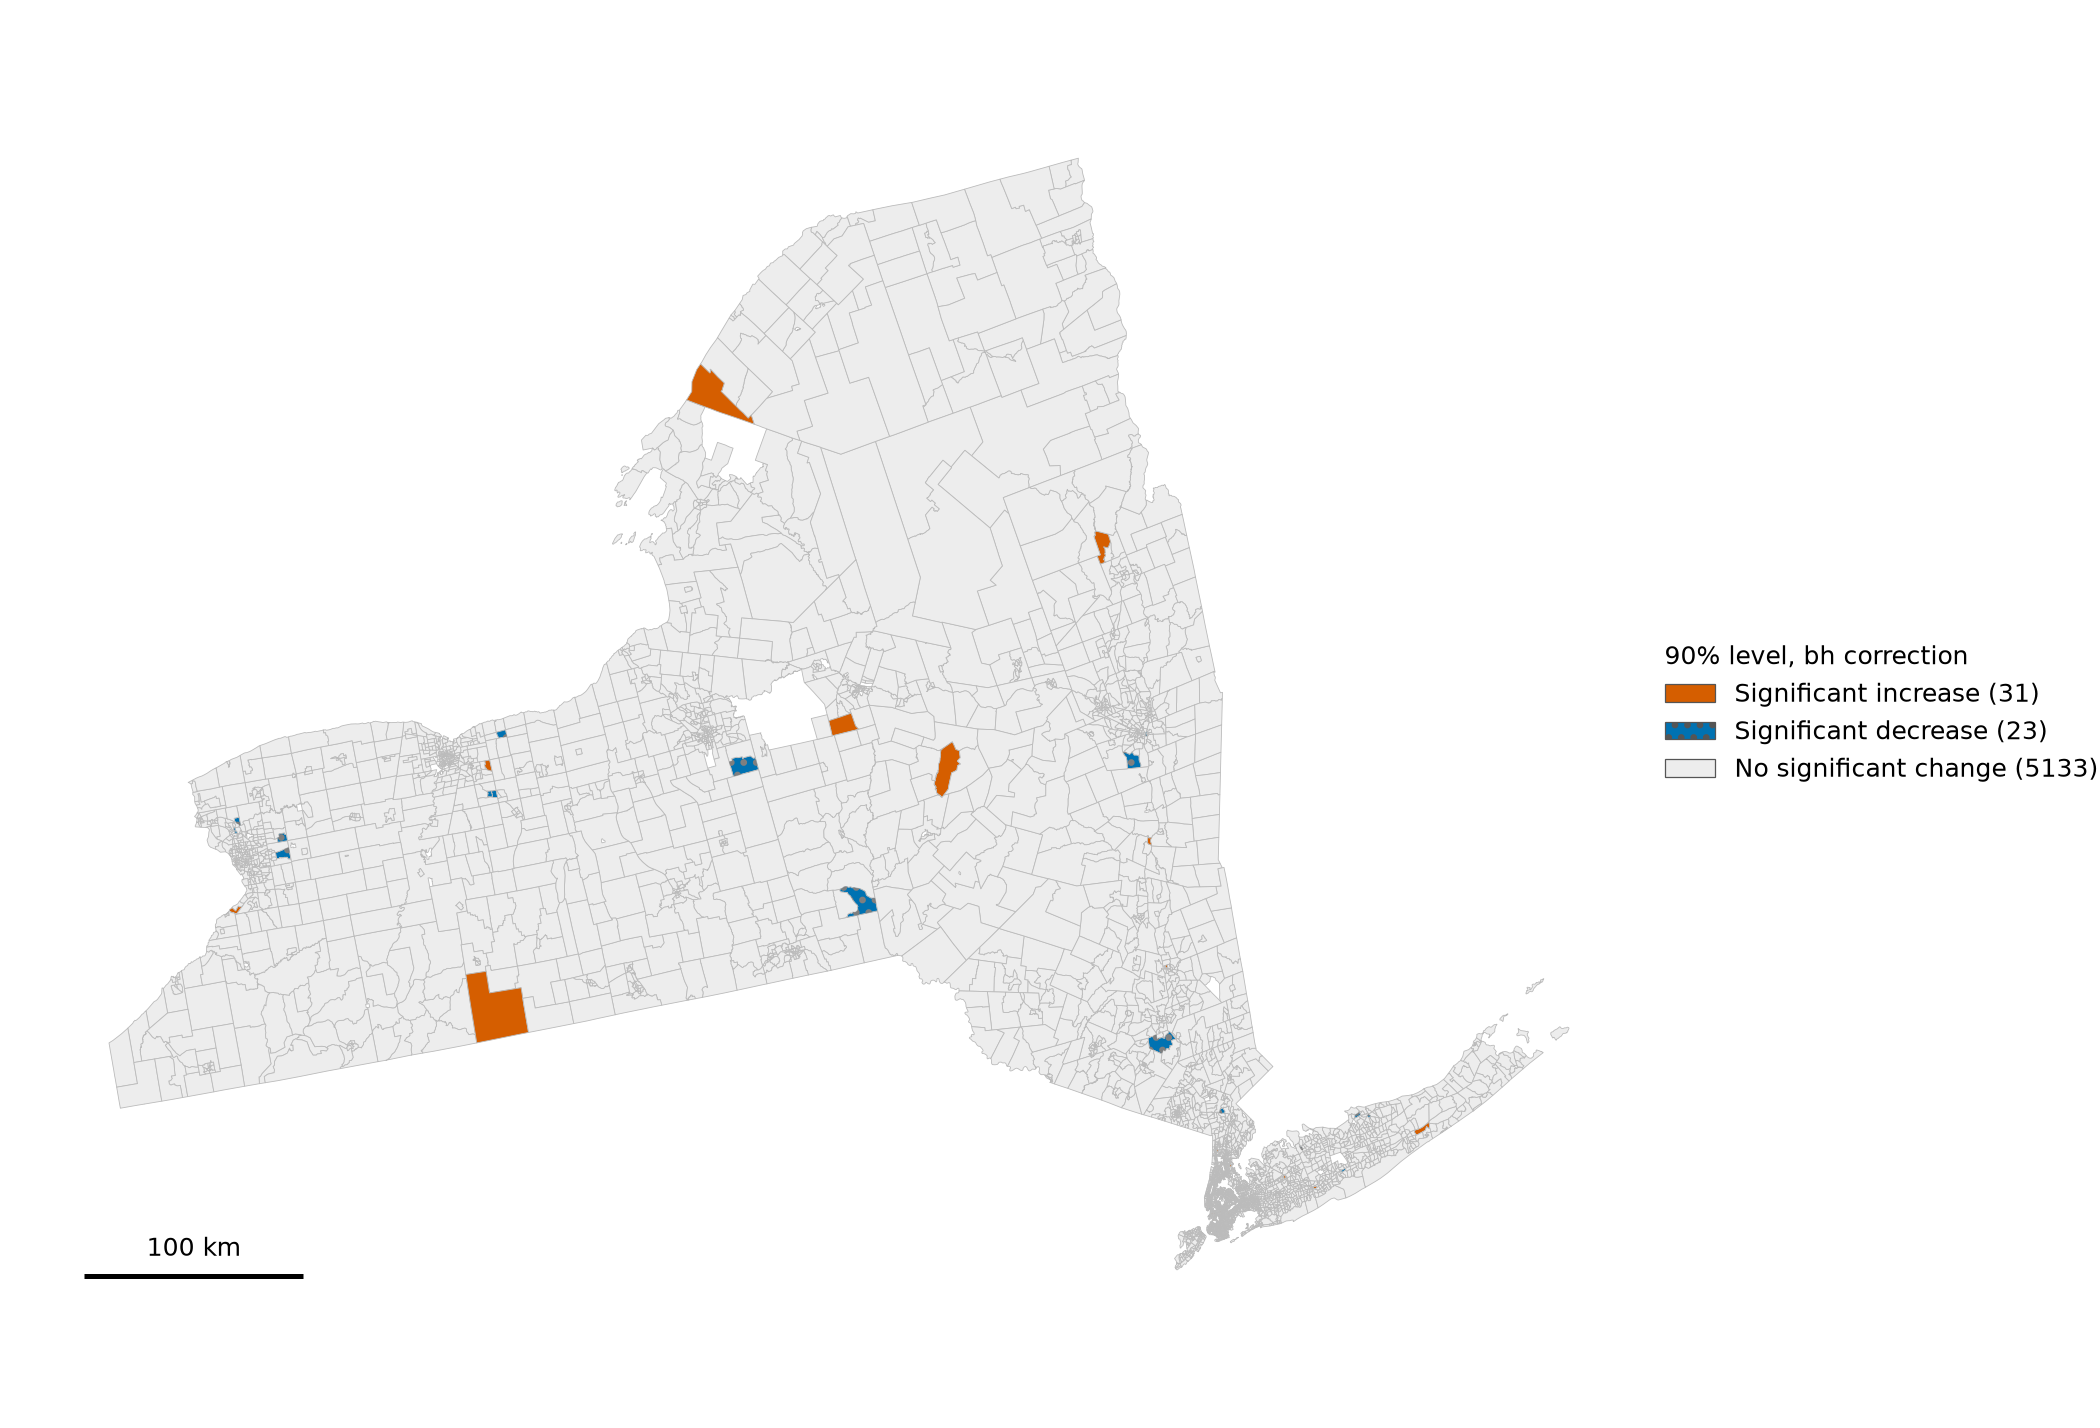 90% level, bh correction
Significant increase (31)
Significant decrease (23)
No significant change (5133)
100 km